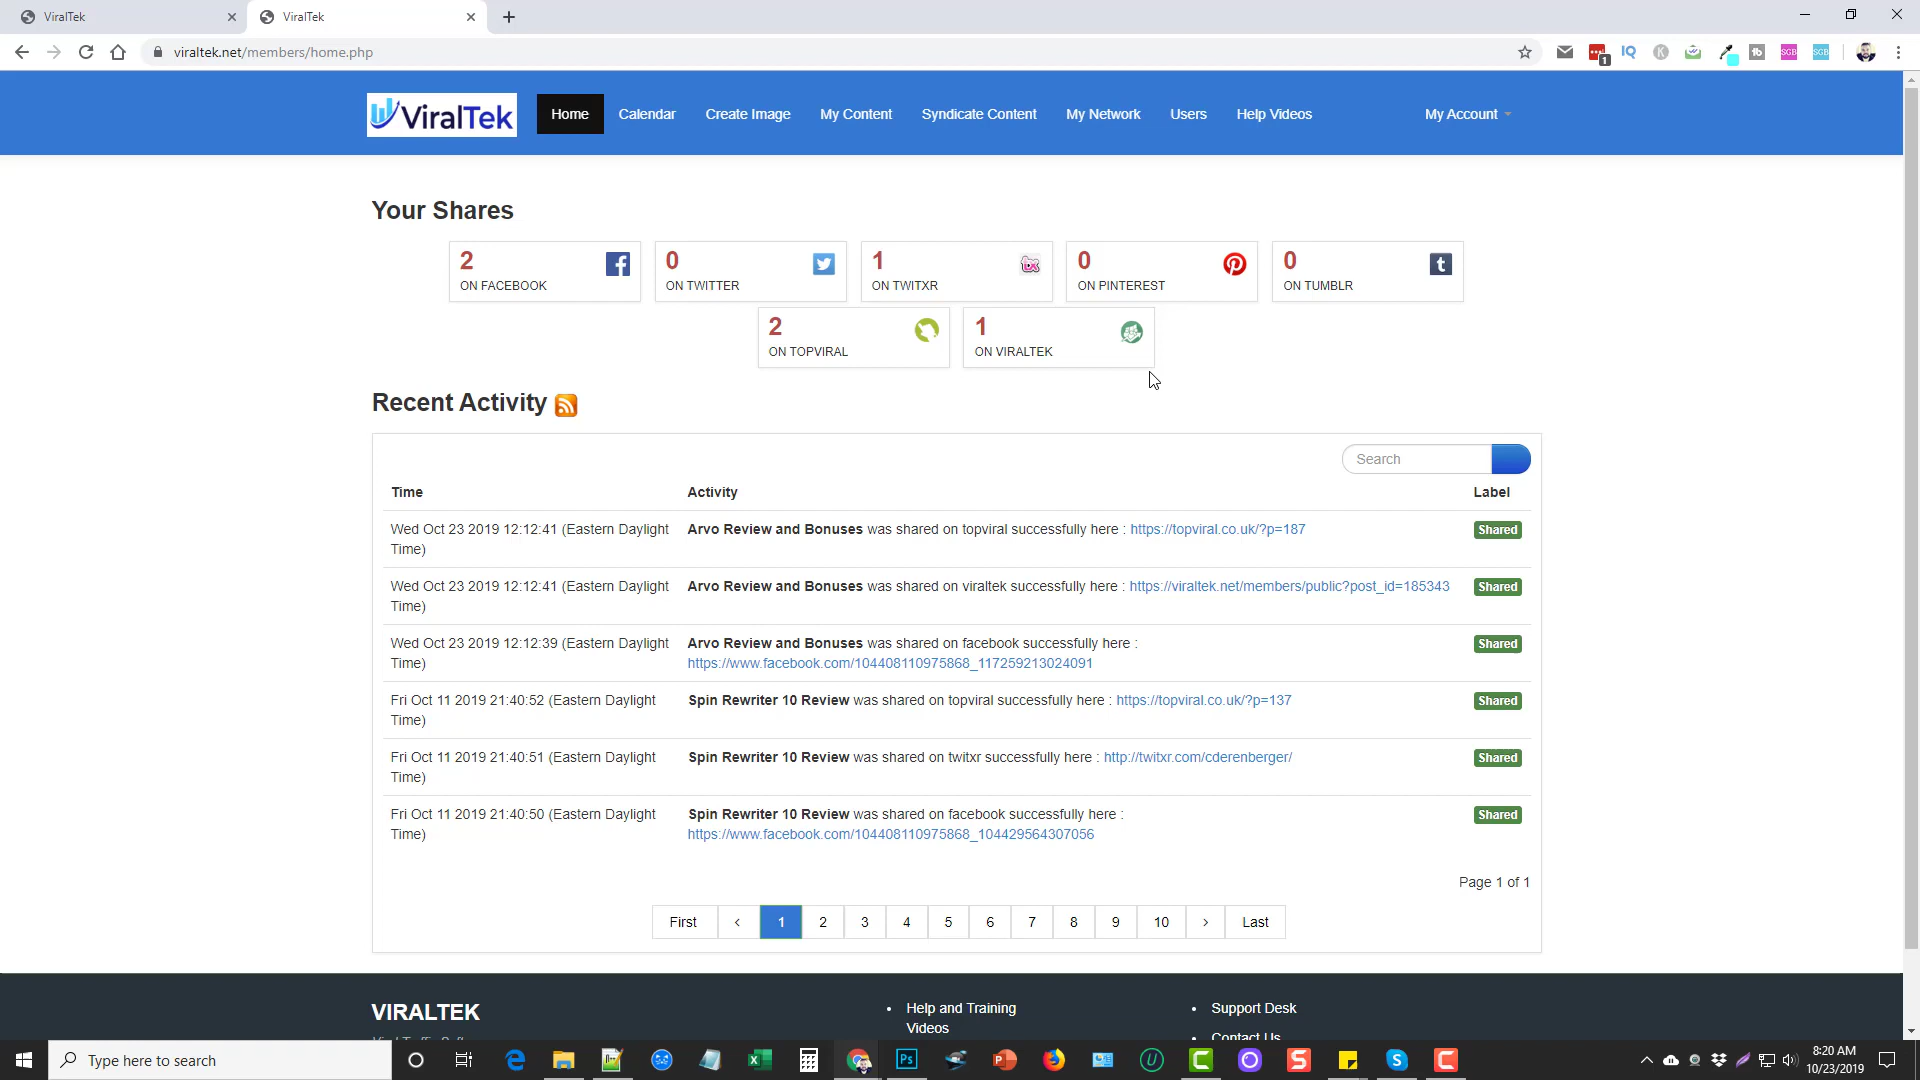 ViralTek
ViralTek
viraltek.net/members/home.php
ViralTek
Home
Calendar
Create Image
My Content
Syndicate Content
My Network
Users
Help Videos
My Account
Your Shares
2
ON FACEBOOK
0
ON TWITTER
1
ON TWITXR
0
ON PINTEREST
0
ON TUMBLR
2
ON TOPVIRAL
1
ON VIRALTEK
Recent Activity
Search
Time Activity Label
Wed Oct 23 2019 12:12:41 (Eastern Daylight
Time)
Arvo Review and Bonuses was shared on topviral successfully here : https://topviral.co.uk/?p=187
Shared
Wed Oct 23 2019 12:12:41 (Eastern Daylight
Time)
Arvo Review and Bonuses was shared on viraltek successfully here : https://viraltek.net/members/public?post_id=185343
Shared
Wed Oct 23 2019 12:12:39 (Eastern Daylight
Time)
Arvo Review and Bonuses was shared on facebook successfully here :
https://www.facebook.com/104408110975868_117259213024091
Shared
Fri Oct 11 2019 21:40:52 (Eastern Daylight
Time)
Spin Rewriter 10 Review was shared on topviral successfully here : https://topviral.co.uk/?p=137
Shared
Fri Oct 11 2019 21:40:51 (Eastern Daylight
Time)
Spin Rewriter 10 Review was shared on twitxr successfully here : http://twitxr.com/cderenberger/
Shared
Fri Oct 11 2019 21:40:50 (Eastern Daylight
Time)
Spin Rewriter 10 Review was shared on facebook successfully here :
https://www.facebook.com/104408110975868_104429564307056
Shared
Page 1 of 1
First ‹ 1 2 3 4 5 6 7 8 9 10 › Last
VIRALTEK
Help and Training
Videos
Support Desk
Contact Us
Type here to search
8:20 AM
10/23/2019